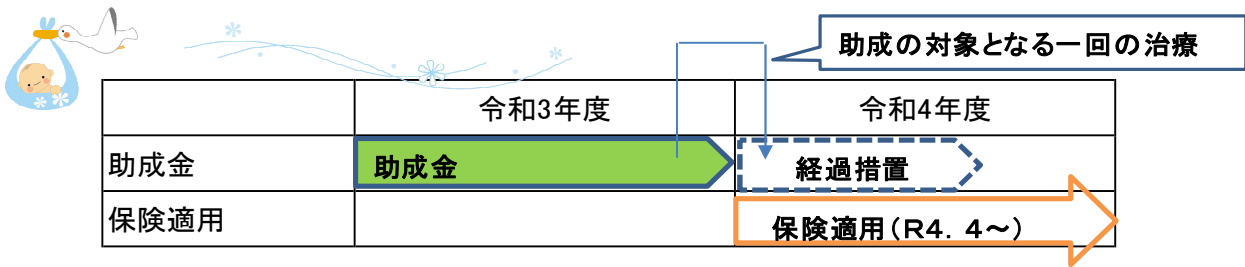 助成の対象となる一回の治療
令和3年度 令和4年度
助成金 助成金 経過措置
保険適用 保険適用(R4．4～)